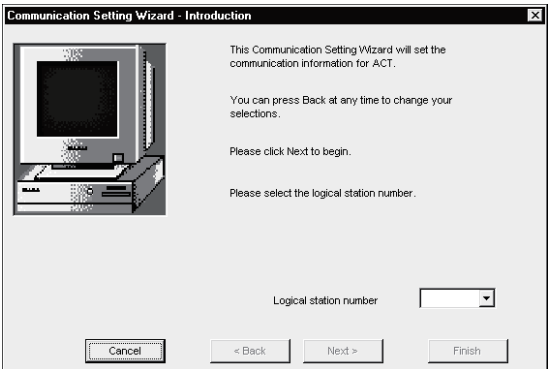 Communication Setting Wizard - Introduction
This Communication Setting Wizard will set the
communication information for ACT.
You can press Back at any time to change your
selections.
Please click Next to begin.
Please select the logical station number.
Logical station number
Cancel
< Back
Next >
Finish